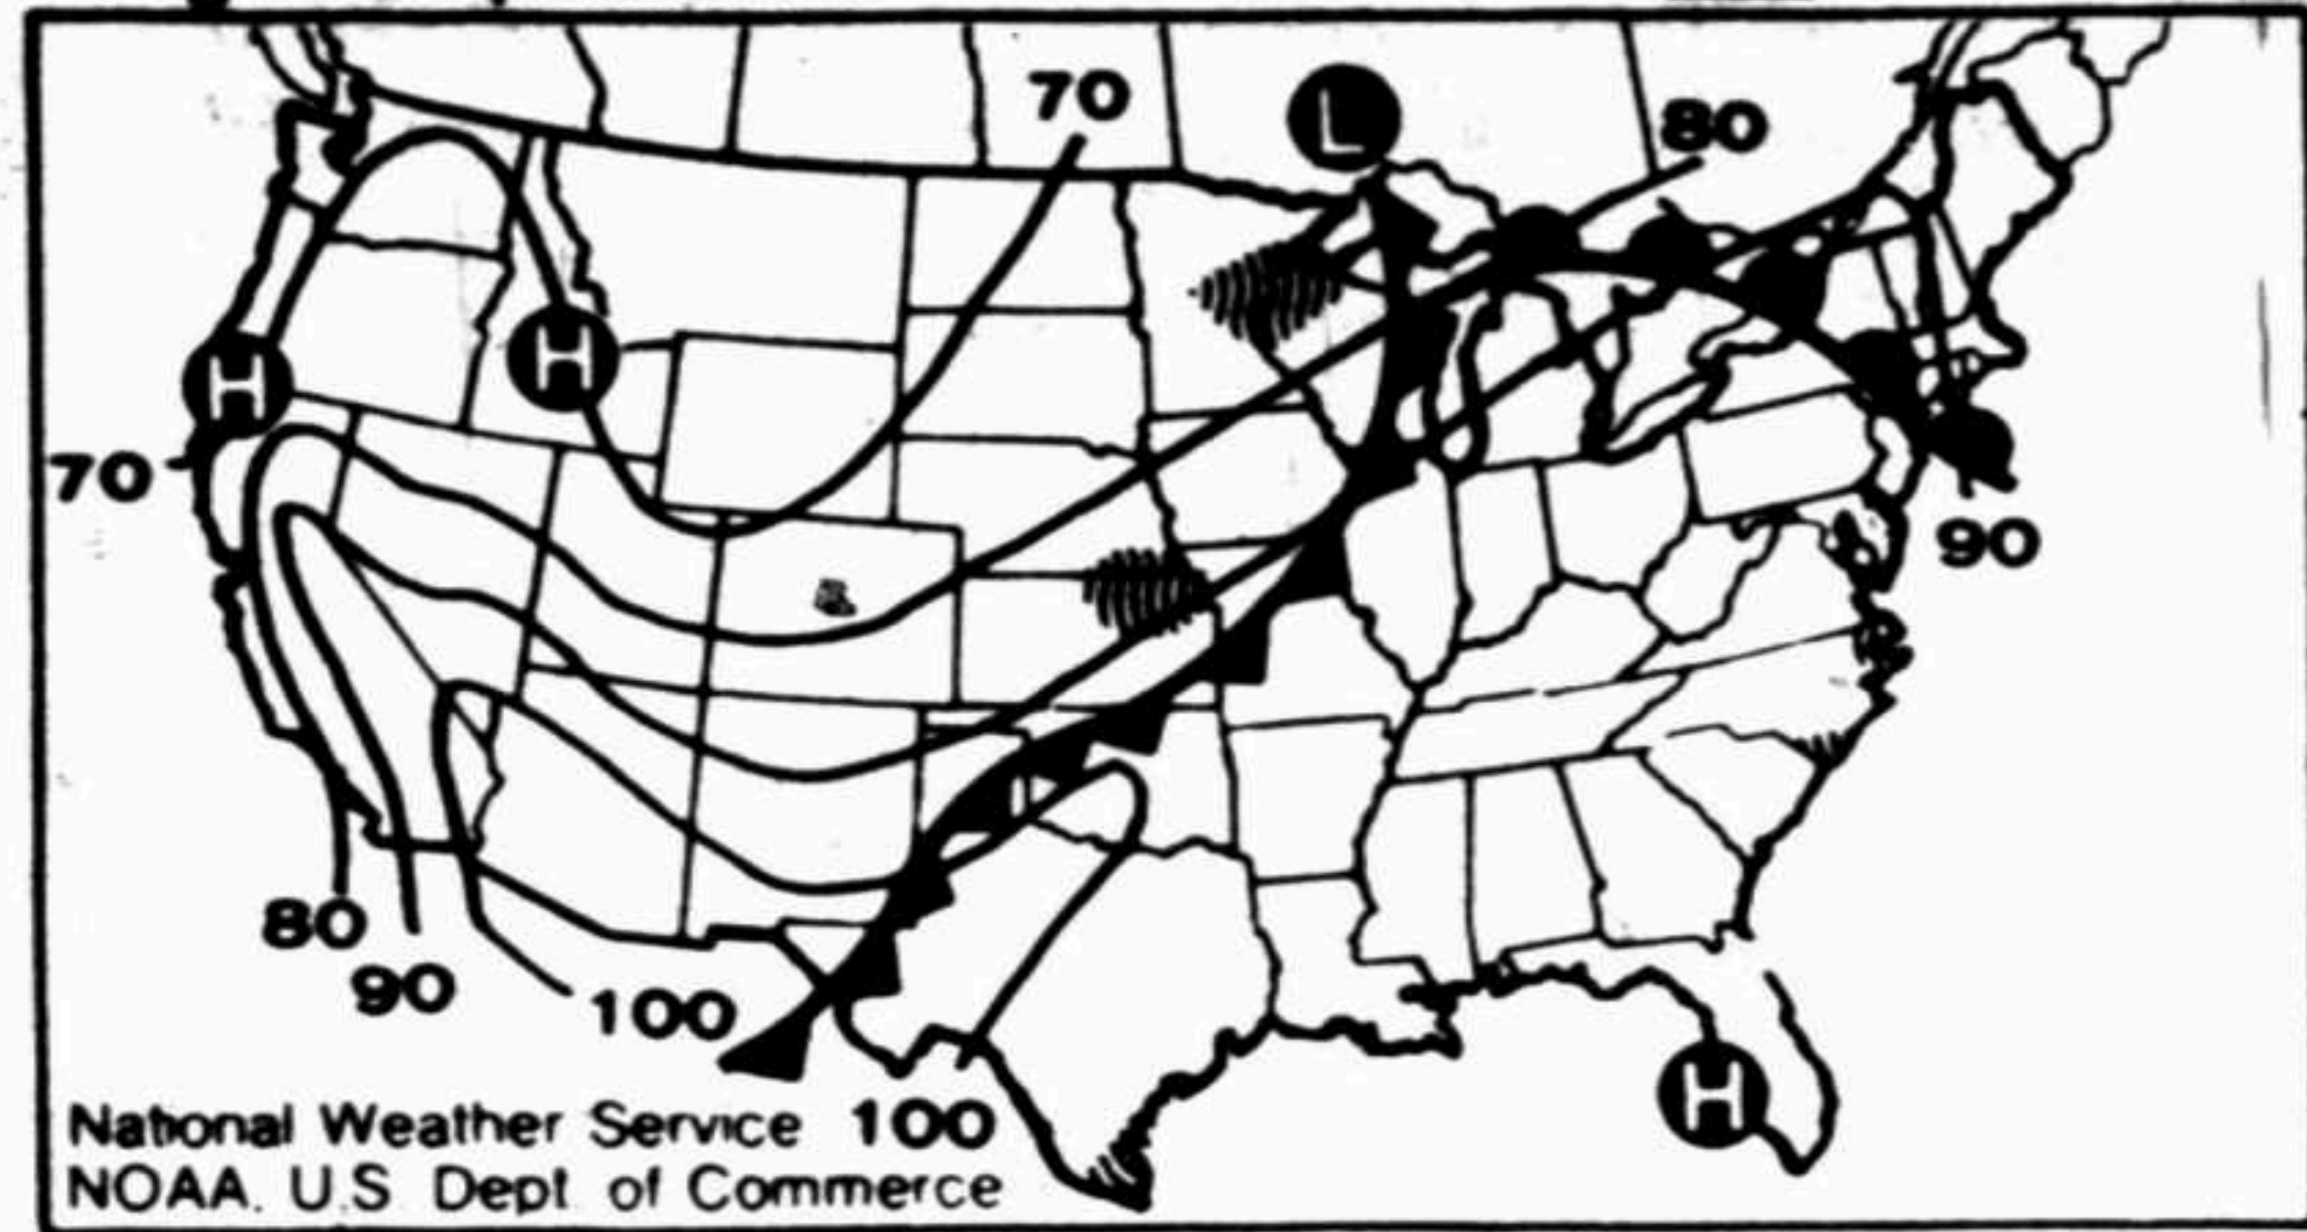 70
L
80
H
H
70
90
80
90
100
H
National Weather Service 100
NOAA. U.S Dept. of Commerce